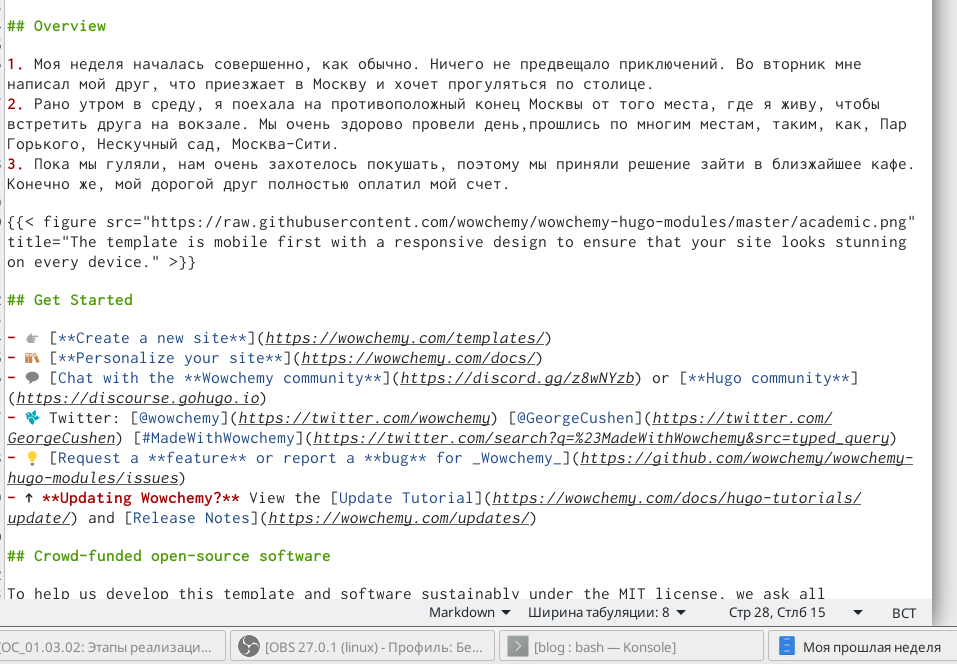 ## Overview
1. Моя неделя началась совершенно, как обычно. Ничего не предвещало приключений. Во вторник мне
написал мой друг, что приезжает в Москву и хочет прогуляться по столице.
2. Рано утром в среду, я поехала на противоположный конец Москвы от того места, где я живу, чтобы
встретить друга на вокзале. Мы очень здорово провели день,прошлись по многим местам, таким, как, Пар
Горького, Нескучный сад, Москва-Сити.
3. Пока мы гуляли, нам очень захотелось покушать, поэтому мы приняли решение зайти в близжайшее кафе.
Конечно же, мой дорогой друг полностью оплатил мой счет.
{{< figure src="https://raw.githubusercontent.com/wowchemy/wowchemy-hugo-modules/master/academic.png"
title="The template is mobile first with a responsive design to ensure that your site looks stunning
on every device." >}}
## Get Started
- 👉 [**Create a new site**](https://wowchemy.com/templates/)
- 📚 [**Personalize your site**](https://wowchemy.com/docs/)
- 💬 [Chat with the **Wowchemy community**](https://discord.gg/z8wNYzb) or [**Hugo community**]
(https://discourse.gohugo.io)
- 🐦 Twitter: [@wowchemy](https://twitter.com/wowchemy) [@GeorgeCushen](https://twitter.com/
GeorgeCushen) [#MadeWithWowchemy](https://twitter.com/search?q=%23MadeWithWowchemy&src=typed_query)
- 💡 [Request a **feature** or report a **bug** for _Wowchemy_](https://github.com/wowchemy/wowchemy-
hugo-modules/issues)
- ⬆ **Updating Wowchemy?** View the [Update Tutorial](https://wowchemy.com/docs/hugo-tutorials/
update/) and [Release Notes](https://wowchemy.com/updates/)
## Crowd-funded open-source software
To help us develop this template and software sustainably under the MIT license, we ask all
Markdown Ширина табуляции: 8 Стр 28, Стлб 15 ВСТ
ОС_01.03.02: Этапы реализаци... [OBS 27.0.1 (linux) - Профиль: Бе... [blog : bash — Konsole] Моя прошлая неделя